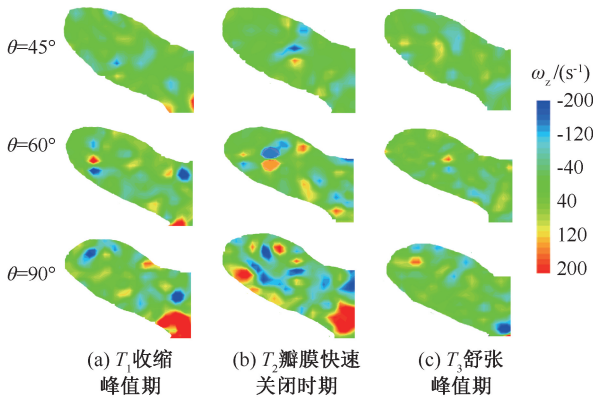 θ=45°
θ=60°
θ=90°
ω_z/(s⁻¹)
-200
-120
-40
40
120
200
(a) T₁收缩
峰值期
(b) T₂瓣膜快速
关闭时期
(c) T₃舒张
峰值期